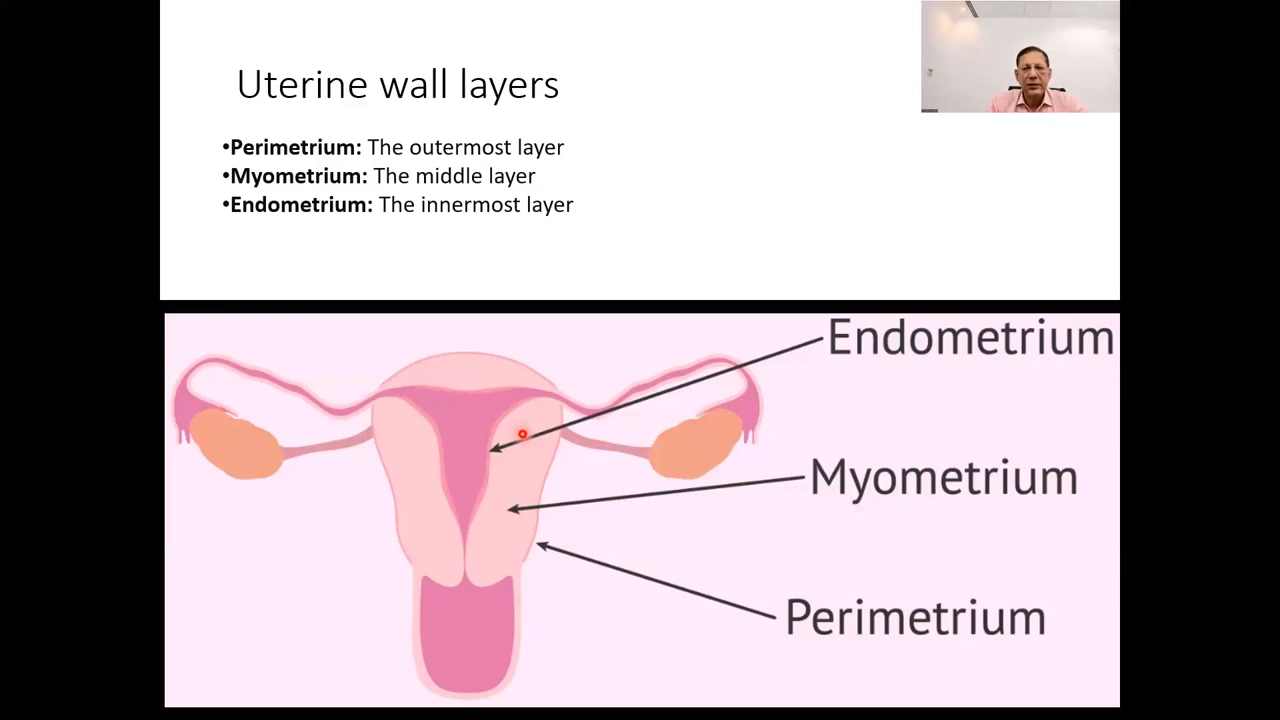 Uterine wall layers
•Perimetrium: The outermost layer
•Myometrium: The middle layer
•Endometrium: The innermost layer
Endometrium
Myometrium
Perimetrium